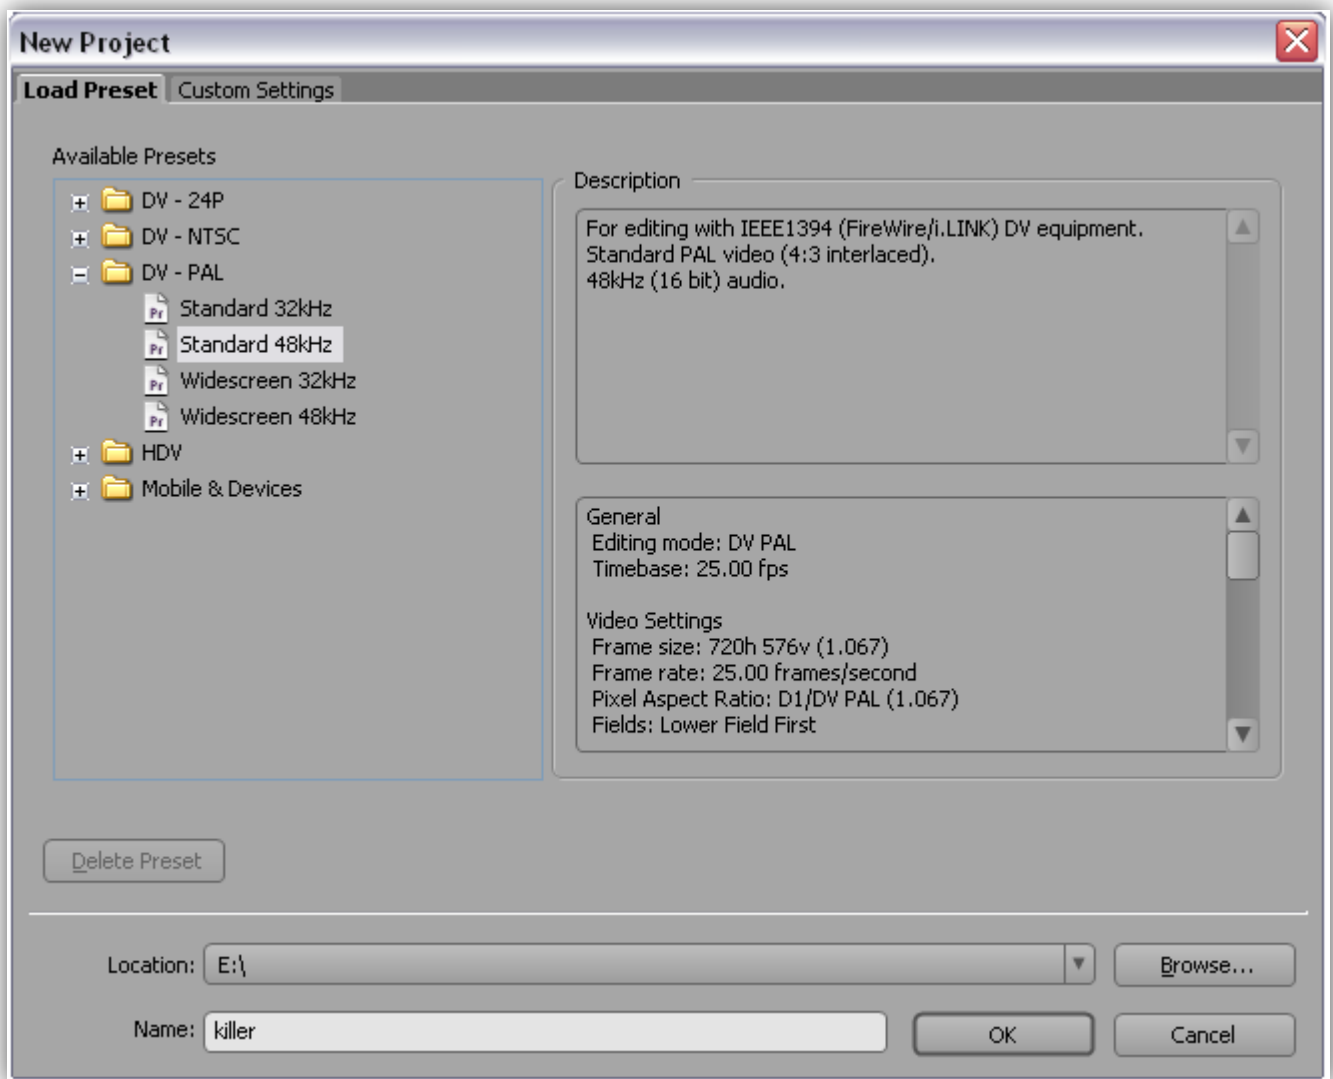 New Project
Load Preset Custom Settings
Available Presets
DV - 24P
DV - NTSC
DV - PAL
Pr Standard 32kHz
Pr Standard 48kHz
Pr Widescreen 32kHz
Pr Widescreen 48kHz
HDV
Mobile & Devices
Description
For editing with IEEE1394 (FireWire/i.LINK) DV equipment.
Standard PAL video (4:3 interlaced).
48kHz (16 bit) audio.
General
Editing mode: DV PAL
Timebase: 25.00 fps
Video Settings
Frame size: 720h 576v (1.067)
Frame rate: 25.00 frames/second
Pixel Aspect Ratio: D1/DV PAL (1.067)
Fields: Lower Field First
Delete Preset
Location: E:\ Browse...
Name: killer OK Cancel